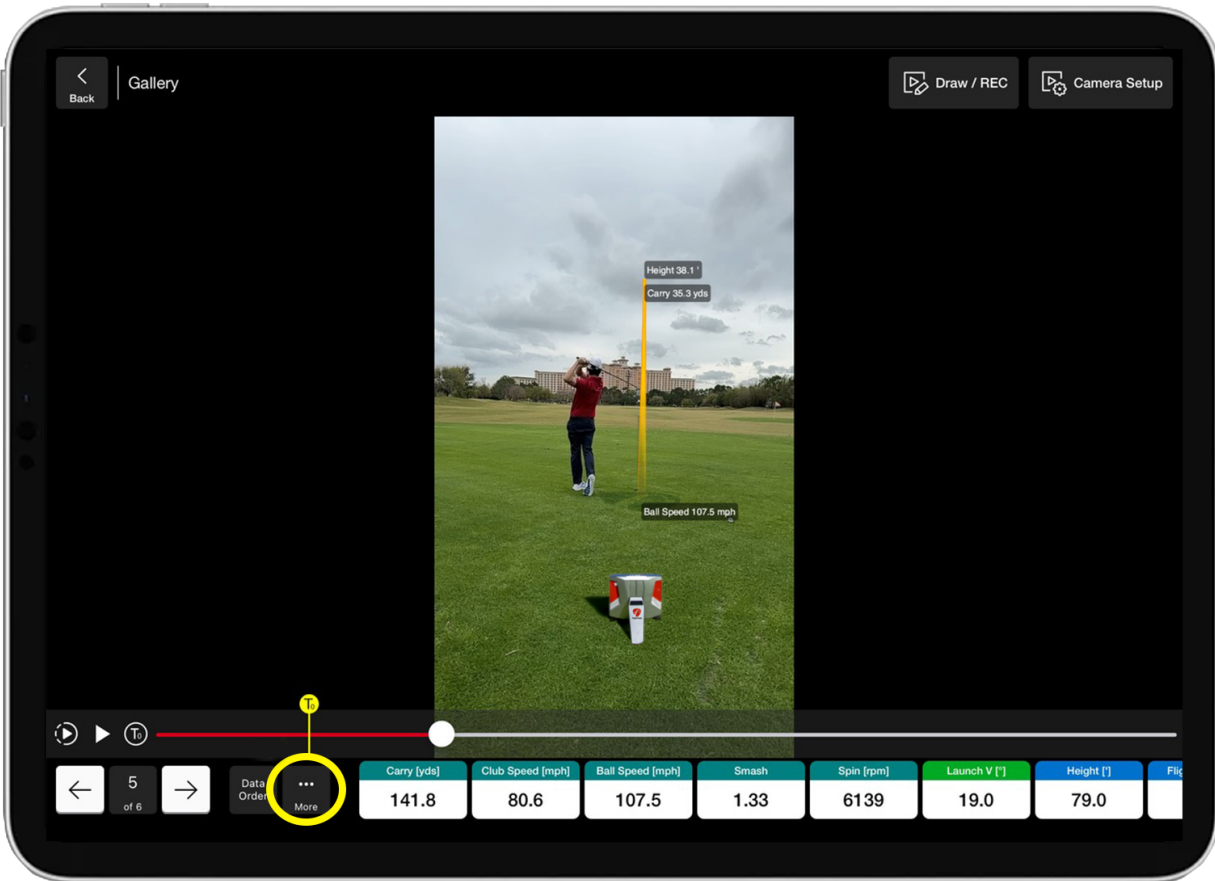 Back
Gallery
Draw / REC
Camera Setup
Height 38.1 '
Carry 35.3 yds
Ball Speed 107.5 mph
T0
T0
5
of 6
Data
Order
...
More
Carry [yds]
141.8
Club Speed [mph]
80.6
Ball Speed [mph]
107.5
Smash
1.33
Spin [rpm]
6139
Launch V [°]
19.0
Height [']
79.0
Flig